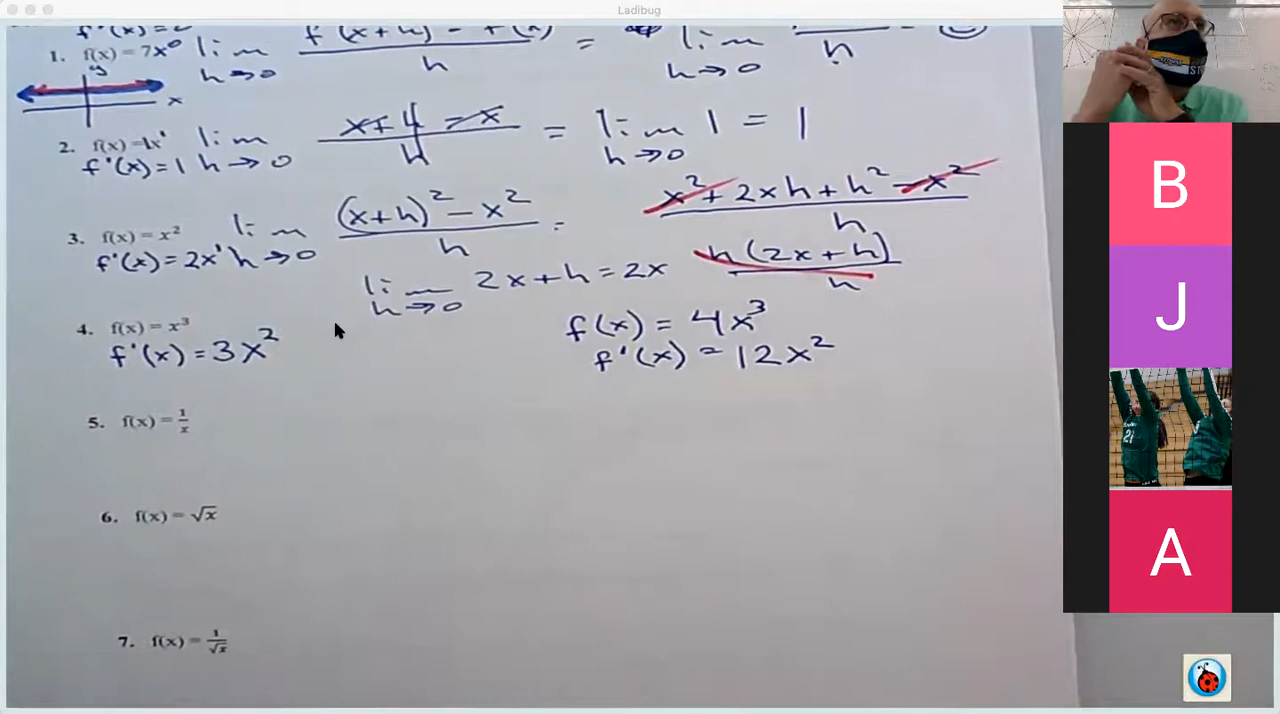 Ladibug
1. f(x) = 7x⁰ lim h→0 f(x+h) - f(x) / h = lim h→0 / h
y
x
2. f(x) = 1x¹ lim h→0 x+h-x / h = lim h→0 1 = 1
f'(x) = 1
3. f(x) = x² lim h→0 (x+h)² - x² / h = x² + 2xh + h² - x² / h
f'(x) = 2x¹
h(2x+h) / h
lim h→0 2x+h = 2x
4. f(x) = x³
f'(x) = 3x²
f(x) = 4x³
f'(x) = 12x²
5. f(x) = 1/x
6. f(x) = √x
7. f(x) = 1/√x
B
J
21
A